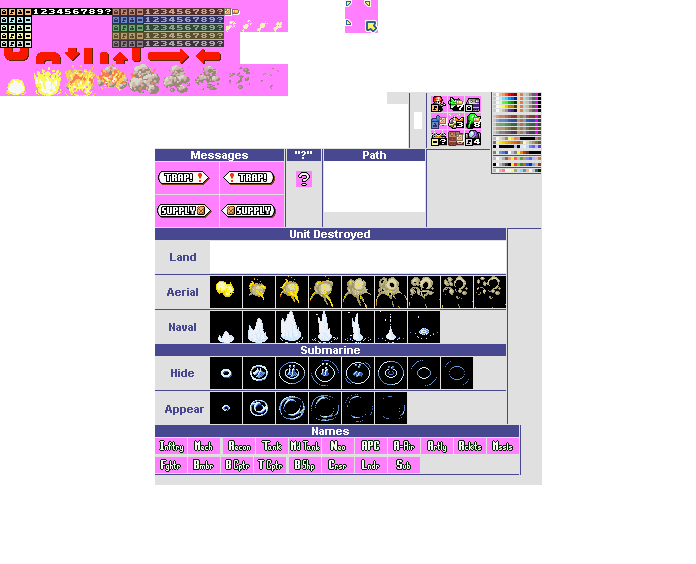 1234567890? 1234567890?
1234567890?
1234567890?
1234567890?
Messages "?" Path
TRAP! ! ! TRAP! ?
SUPPLY SUPPLY
Unit Destroyed
Land
Aerial
Naval
Submarine
Hide
Appear
Names
Infntry Mech Recon Tank Md Tank Neo APC A-Air Artlry Rckts Mssls
Fghtr Bmbr B Cptr T Cptr B Shp Crsr Lndr Sub